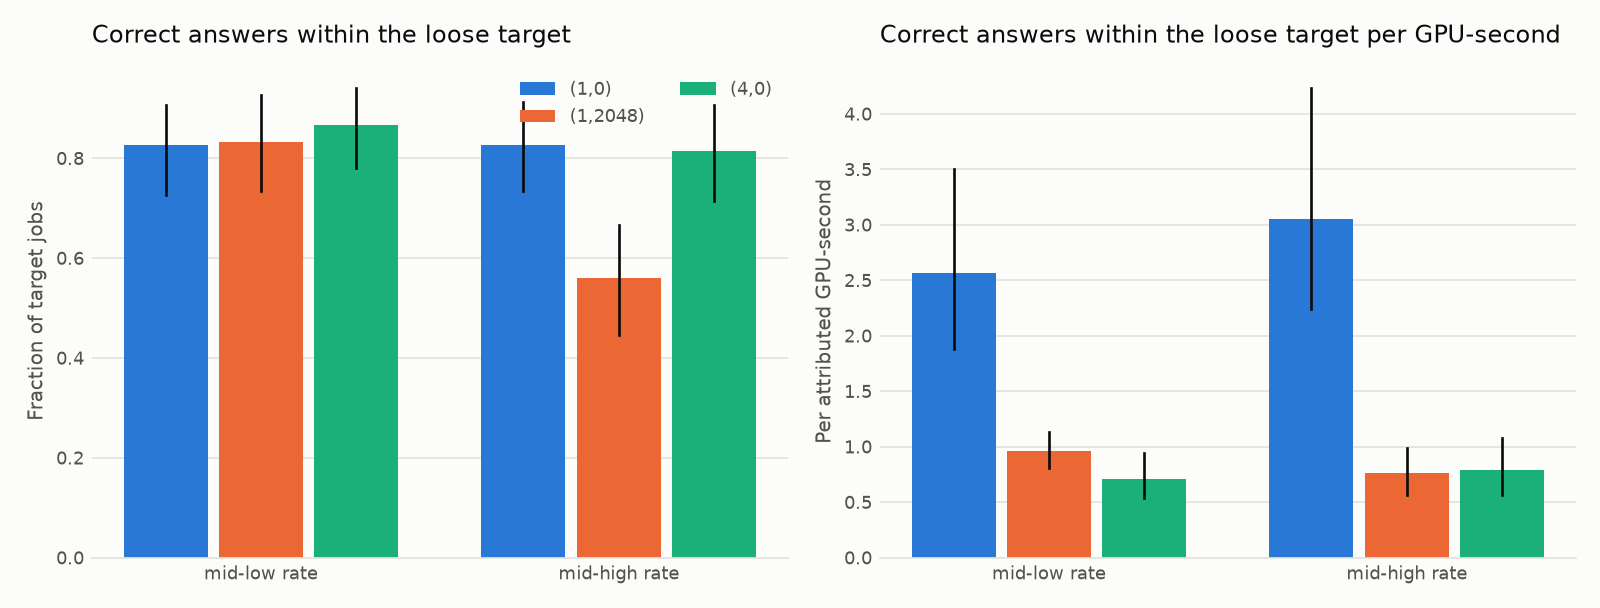 Correct answers within the loose target
(1,0)
(4,0)
(1,2048)
Fraction of target jobs
0.8
0.6
0.4
0.2
0.0
mid-low rate
mid-high rate
Correct answers within the loose target per GPU-second
Per attributed GPU-second
4.0
3.5
3.0
2.5
2.0
1.5
1.0
0.5
0.0
mid-low rate
mid-high rate